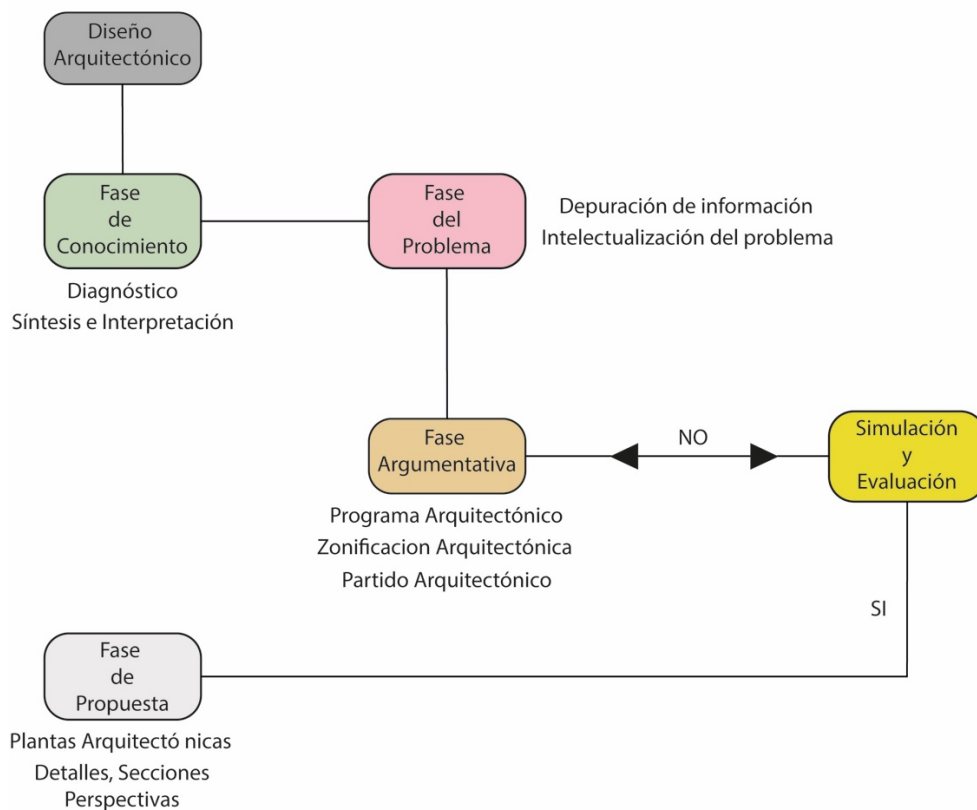 Diseño
Arquitectónico
Fase
de
Conocimiento
Diagnóstico
Síntesis e Interpretación
Fase
del
Problema
Depuración de información
Intelectualización del problema
Fase
Argumentativa
Programa Arquitectónico
Zonificacion Arquitectónica
Partido Arquitectónico
NO
Simulación
y
Evaluación
SI
Fase
de
Propuesta
Plantas Arquitectó nicas
Detalles, Secciones
Perspectivas